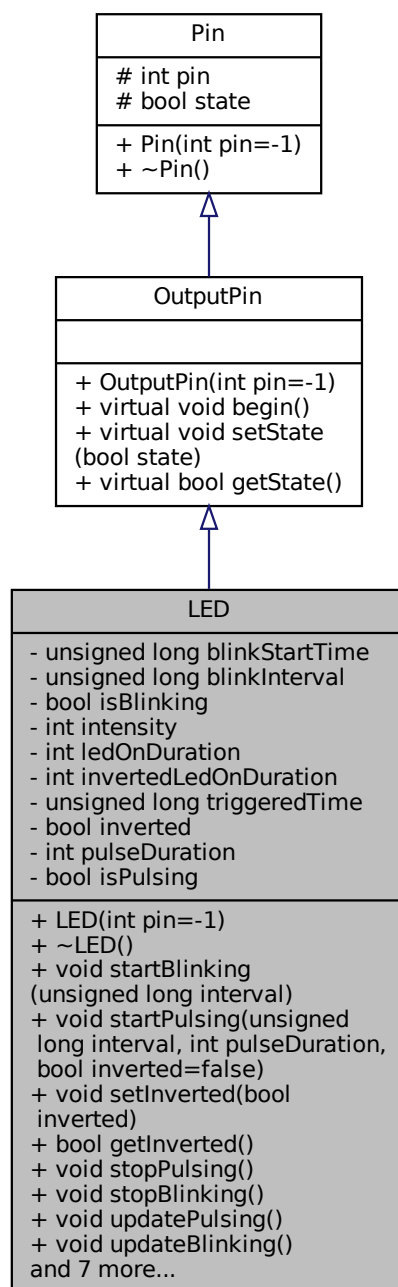 Pin
# int pin
# bool state
+ Pin(int pin=-1)
+ ~Pin()
OutputPin
+ OutputPin(int pin=-1)
+ virtual void begin()
+ virtual void setState
(bool state)
+ virtual bool getState()
LED
- unsigned long blinkStartTime
- unsigned long blinkInterval
- bool isBlinking
- int intensity
- int ledOnDuration
- int invertedLedOnDuration
- unsigned long triggeredTime
- bool inverted
- int pulseDuration
- bool isPulsing
+ LED(int pin=-1)
+ ~LED()
+ void startBlinking
(unsigned long interval)
+ void startPulsing(unsigned
long interval, int pulseDuration,
bool inverted=false)
+ void setInverted(bool
inverted)
+ bool getInverted()
+ void stopPulsing()
+ void stopBlinking()
+ void updatePulsing()
+ void updateBlinking()
and 7 more...